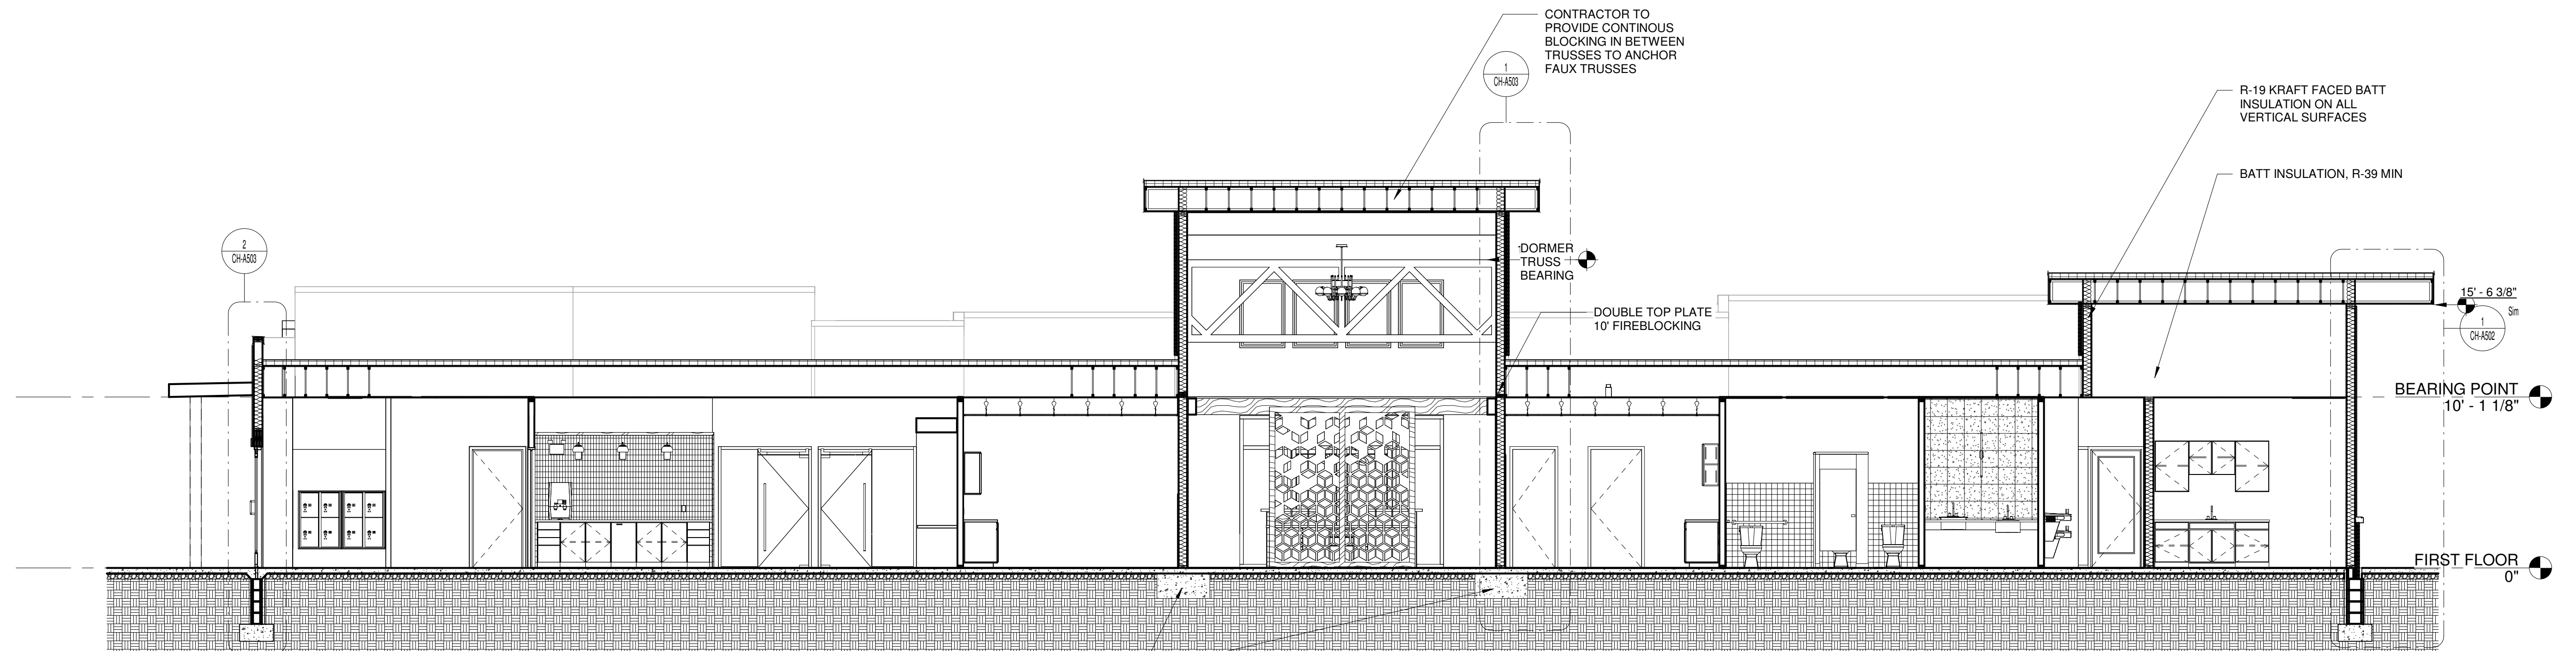 CONTRACTOR TO
PROVIDE CONTINOUS
BLOCKING IN BETWEEN
TRUSSES TO ANCHOR
FAUX TRUSSES
1
CH-A503
R-19 KRAFT FACED BATT
INSULATION ON ALL
VERTICAL SURFACES
BATT INSULATION, R-39 MIN
2
CH-A503
DORMER
TRUSS
BEARING
DOUBLE TOP PLATE
10' FIREBLOCKING
15' - 6 3/8"
Sim
1
CH-A502
BEARING POINT
10' - 1 1/8"
FIRST FLOOR
0"